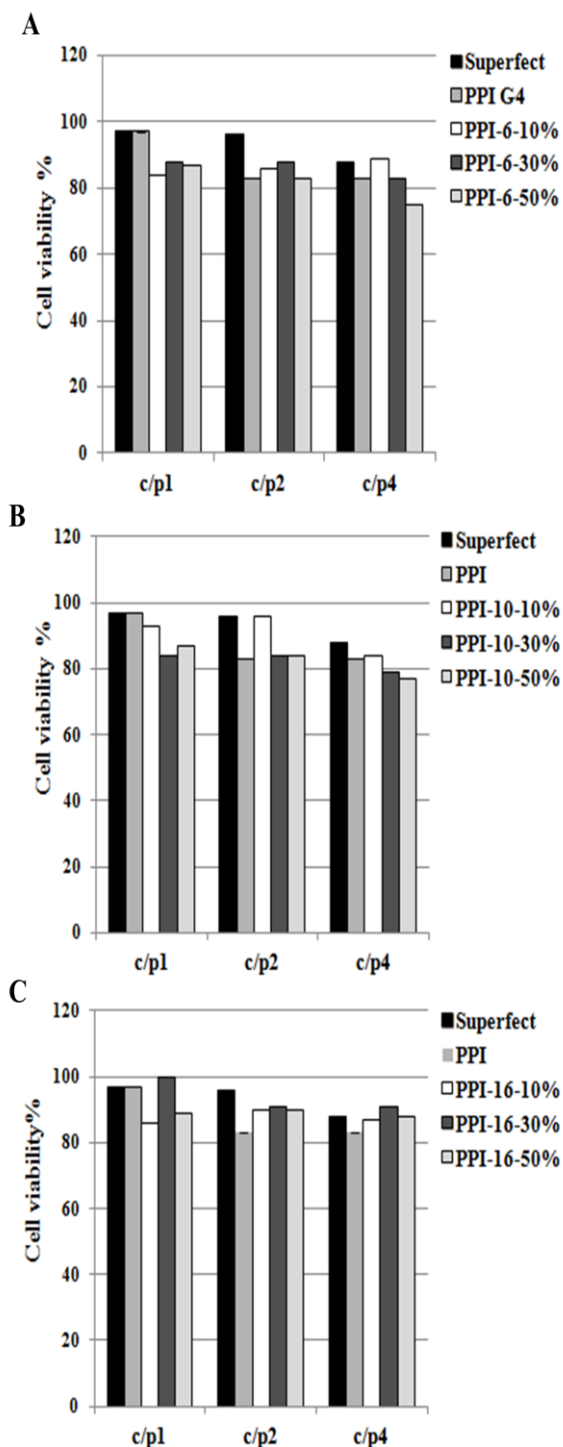 A
120
100
80
60
40
20
0
Cell viability %
c/p1 c/p2 c/p4
Superfect
PPI G4
PPI-6-10%
PPI-6-30%
PPI-6-50%
B
120
100
80
60
40
20
0
Cell viability %
c/p1 c/p2 c/p4
Superfect
PPI
PPI-10-10%
PPI-10-30%
PPI-10-50%
C
120
100
80
60
40
20
0
Cell viability%
c/p1 c/p2 c/p4
Superfect
PPI
PPI-16-10%
PPI-16-30%
PPI-16-50%